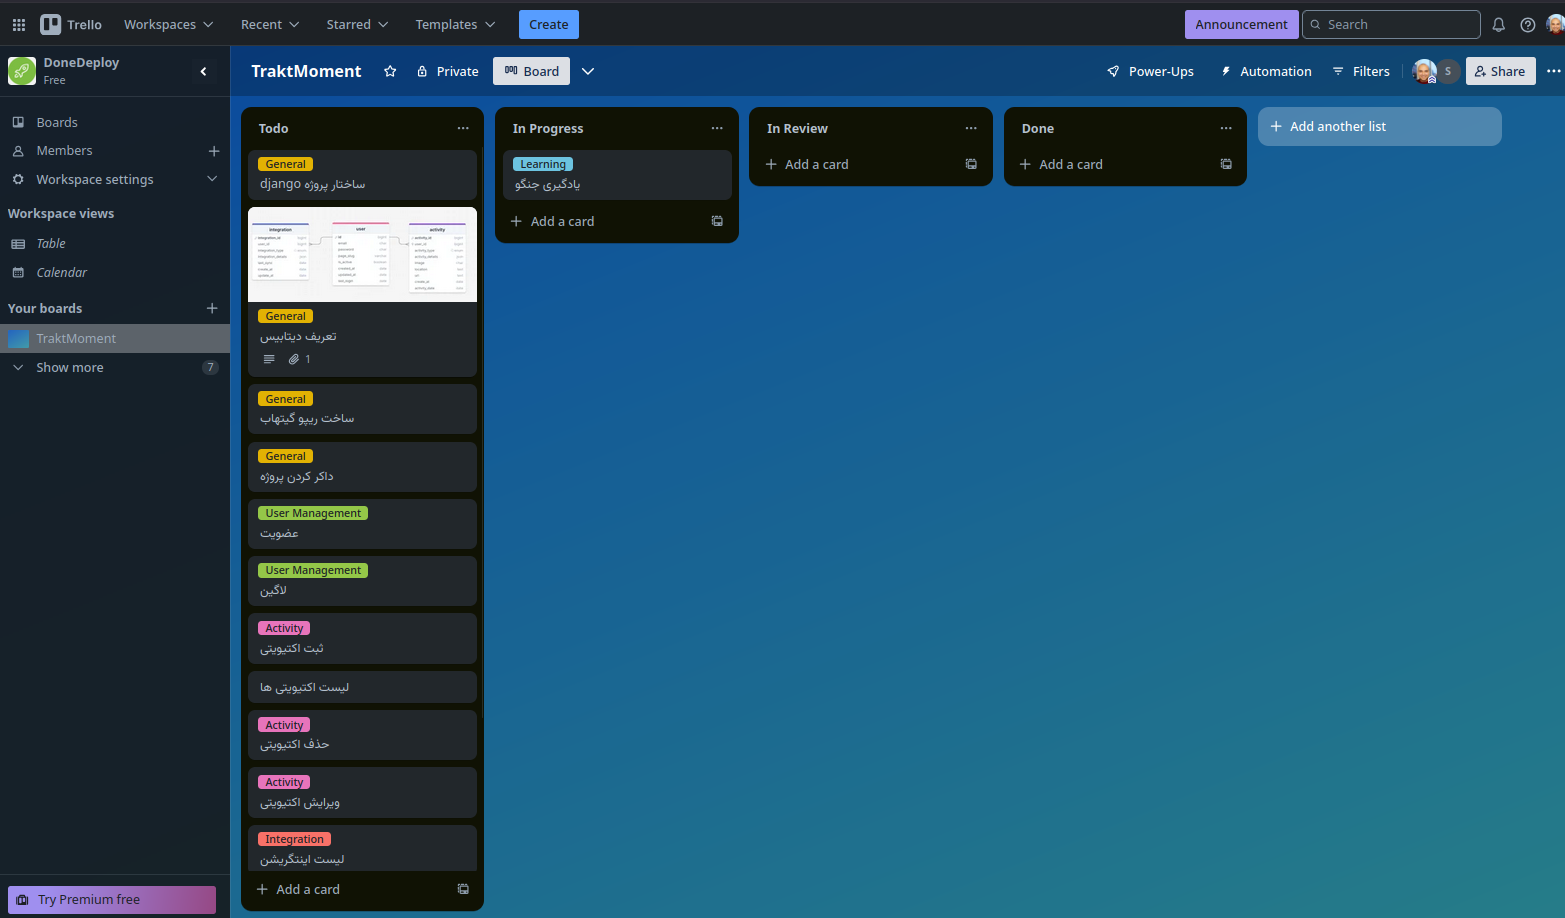 Trello
Workspaces
Recent
Starred
Templates
Create
Announcement
Search
DoneDeploy
Free
Boards
Members
Workspace settings
Workspace views
Table
Calendar
Your boards
TraktMoment
Show more
7
Try Premium free
TraktMoment
Private
Board
Power-Ups
Automation
Filters
S
Share
Todo
General
ساختار پروژه django
integration
user
activity
General
تعریف دیتابیس
1
General
ساخت ریپو گیتهاب
General
داکر کردن پروژه
User Management
عضویت
User Management
لاگین
Activity
ثبت اکتیویتی
لیست اکتیویتی ها
Activity
حذف اکتیویتی
Activity
ویرایش اکتیویتی
Integration
لیست اینتگریشن
Add a card
In Progress
Learning
یادگیری جنگو
Add a card
In Review
Add a card
Done
Add a card
Add another list